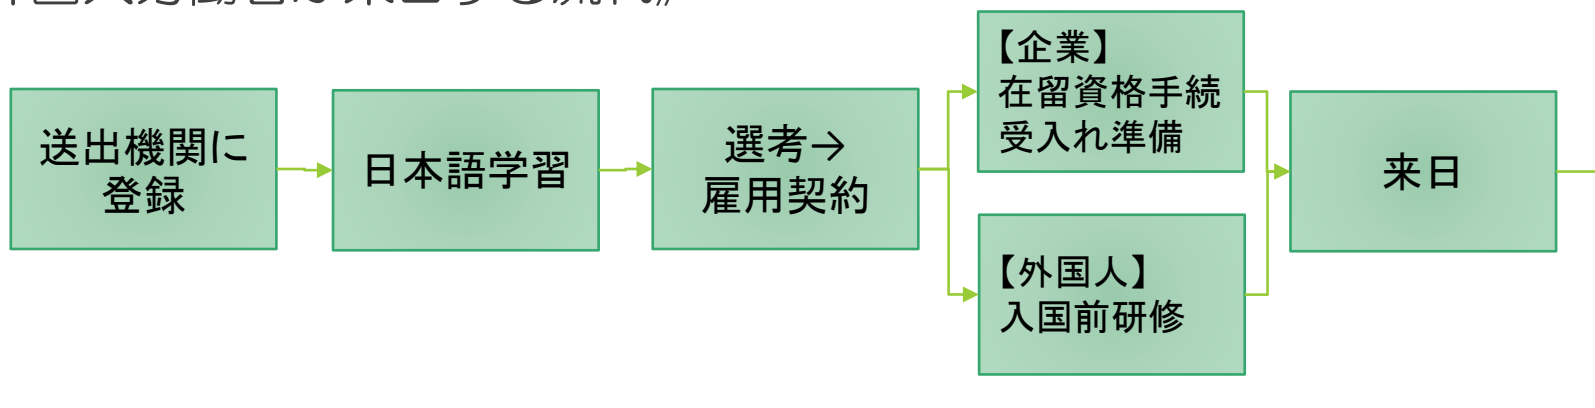 送出機関に
登録
日本語学習
選考→
雇用契約
【企業】
在留資格手続
受入れ準備
【外国人】
入国前研修
来日